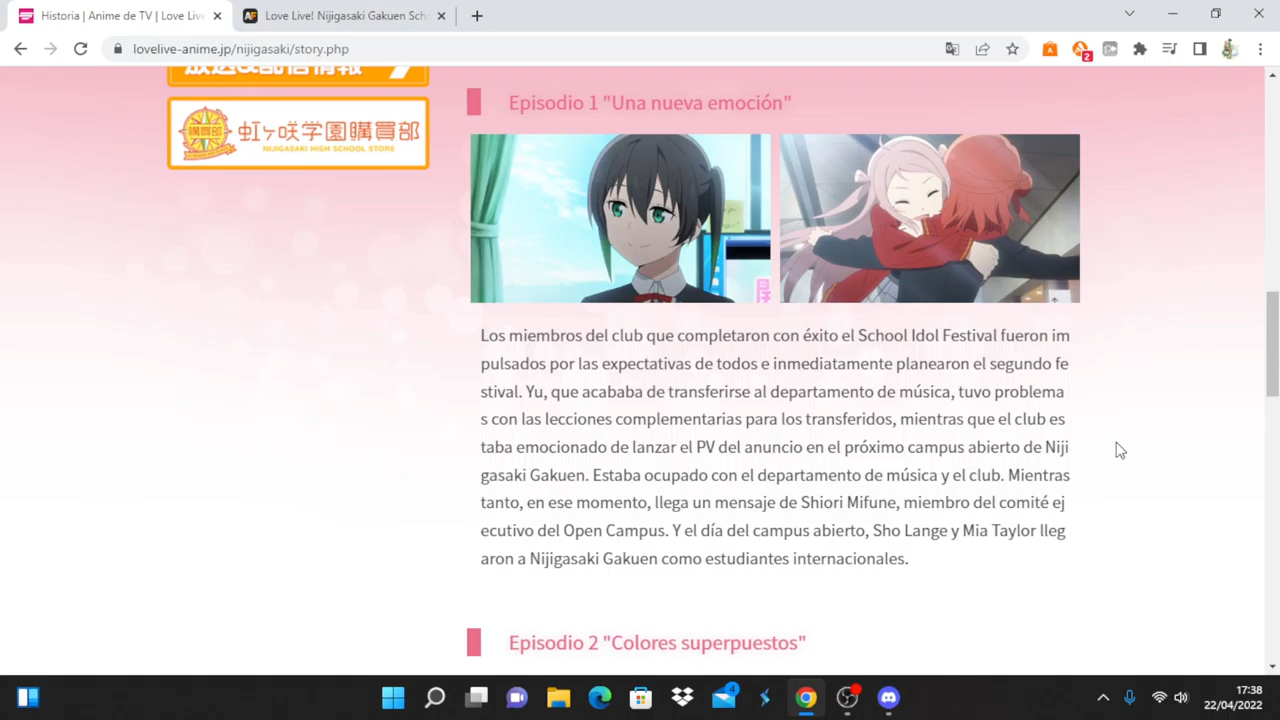 Historia | Anime de TV | Love Live
Love Live! Nijigasaki Gakuen Sch
lovelive-anime.jp/nijigasaki/story.php
2
放送&配信情報
虹ヶ咲学園購買部
NIJIGASAKI HIGH SCHOOL STORE
Episodio 1 "Una nueva emoción"
Los miembros del club que completaron con éxito el School Idol Festival fueron im
pulsados por las expectativas de todos e inmediatamente planearon el segundo fe
stival. Yu, que acababa de transferirse al departamento de música, tuvo problema
s con las lecciones complementarias para los transferidos, mientras que el club es
taba emocionado de lanzar el PV del anuncio en el próximo campus abierto de Niji
gasaki Gakuen. Estaba ocupado con el departamento de música y el club. Mientras
tanto, en ese momento, llega un mensaje de Shiori Mifune, miembro del comité ej
ecutivo del Open Campus. Y el día del campus abierto, Sho Lange y Mia Taylor lleg
aron a Nijigasaki Gakuen como estudiantes internacionales.
Episodio 2 "Colores superpuestos"
4
17:38
22/04/2022